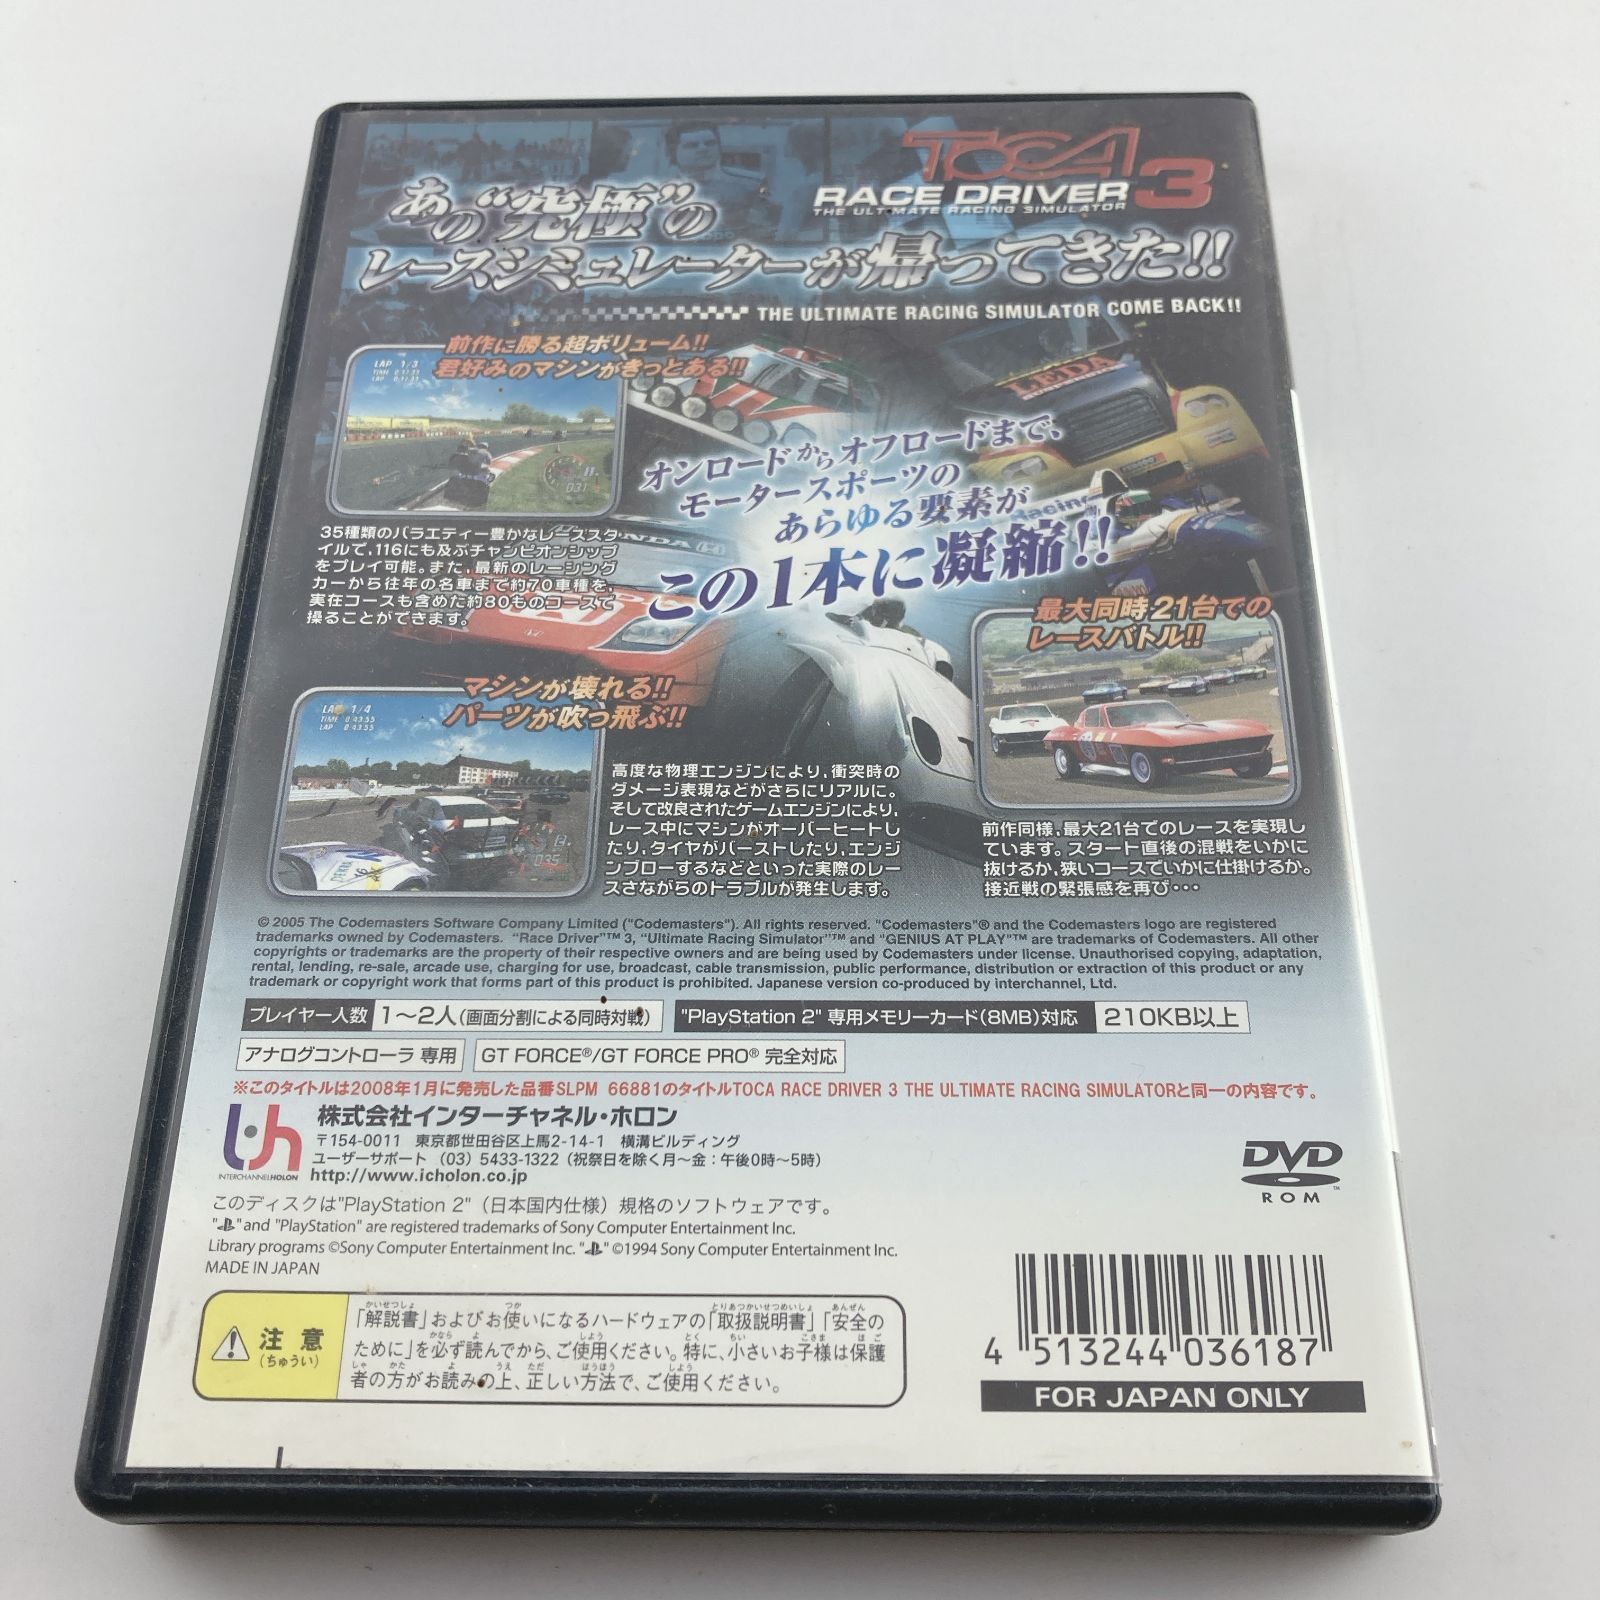 TOCA
RACE DRIVER 3
THE ULTIMATE RACING SIMULATOR
あの“究極”の
レースシミュレーターが帰ってきた!!
THE ULTIMATE RACING SIMULATOR COME BACK!!
前作に勝る超ボリューム!!
君好みのマシンがきっとある!!
LAP 1/3
LEDA
オンロードからオフロードまで、
モータースポーツの
あらゆる要素が
この1本に凝縮!!
35種類のバラエティー豊かなレーススタ
イルで、116にも及ぶチャンピオンシップ
をプレイ可能。また、最新のレーシング
カーから往年の名車まで約70車種を、
実在コースも含めた約80ものコースで
操ることができます。
HONDA
最大同時21台での
レースバトル!!
マシンが壊れる!!
パーツが吹っ飛ぶ!!
LAP 1/4
TIME 0:43.55
LAP 0:43.55
035
高度な物理エンジンにより、衝突時の
ダメージ表現などがさらにリアルに。
そして改良されたゲームエンジンにより、
レース中にマシンがオーバーヒートし
たり、タイヤがバーストしたり、エンジ
ンブローするなどといった実際のレー
スさながらのトラブルが発生します。
前作同様、最大21台でのレースを実現し
ています。スタート直後の混戦をいかに
抜けるか、狭いコースでいかに仕掛けるか。
接近戦の緊張感を再び・・・
© 2005 The Codemasters Software Company Limited ("Codemasters"). All rights reserved. "Codemasters"® and the Codemasters logo are registered
trademarks owned by Codemasters. "Race Driver"™ 3, "Ultimate Racing Simulator"™ and "GENIUS AT PLAY"™ are trademarks of Codemasters. All other
copyrights or trademarks are the property of their respective owners and are being used by Codemasters under license. Unauthorised copying, adaptation,
rental, lending, re-sale, arcade use, charging for use, broadcast, cable transmission, public performance, distribution or extraction of this product or any
trademark or copyright work that forms part of this product is prohibited. Japanese version co-produced by interchannel, Ltd.
プレイヤー人数 1〜2人(画面分割による同時対戦) "PlayStation 2" 専用メモリーカード(8MB)対応 210KB以上
アナログコントローラ 専用 GT FORCE®/GT FORCE PRO® 完全対応
※このタイトルは2008年1月に発売した品番SLPM 66881のタイトルTOCA RACE DRIVER 3 THE ULTIMATE RACING SIMULATORと同一の内容です。
INTERCHANNELHOLON
株式会社インターチャネル・ホロン
〒154-0011 東京都世田谷区上馬2-14-1 横溝ビルディング
ユーザーサポート (03) 5433-1322 (祝祭日を除く月〜金：午後0時〜5時)
http://www.icholon.co.jp
DVD
ROM
このディスクは"PlayStation 2"（日本国内仕様）規格のソフトウェアです。
" " and "PlayStation" are registered trademarks of Sony Computer Entertainment Inc.
Library programs ©Sony Computer Entertainment Inc. " " ©1994 Sony Computer Entertainment Inc.
MADE IN JAPAN
注意
(ちゅうい)
「解説書」およびお使いになるハードウェアの「取扱説明書」「安全の
ために」を必ず読んでから、ご使用ください。特に、小さいお子様は保護
者の方がお読みの上、正しい方法で、ご使用ください。
4 513244 036187
FOR JAPAN ONLY